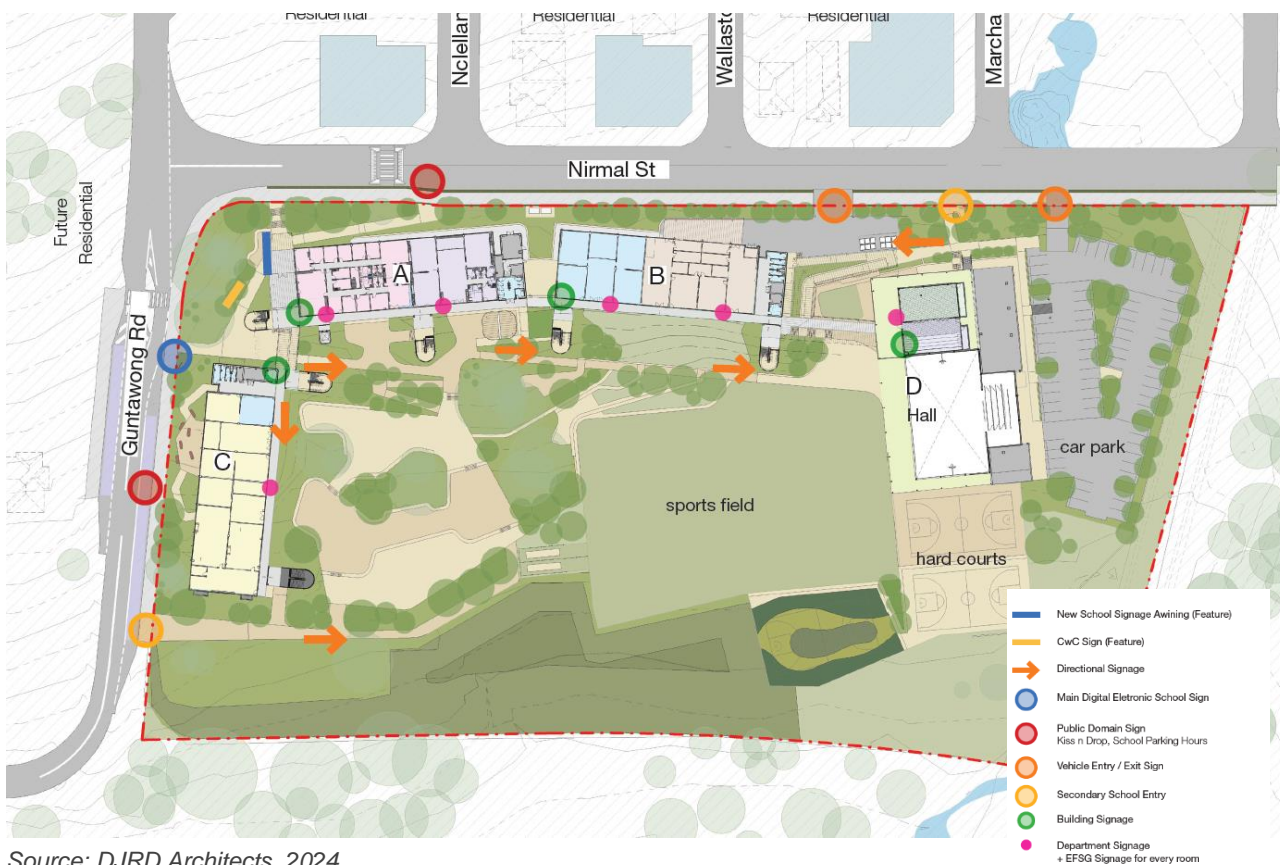 Residential
Residential
Residential
Nclellan
Wallast
Marcha
Nirmal St
Future
Residential
Guntawong Rd
A
B
C
D
Hall
car park
sports field
hard courts
New School Signage Awining (Feature)
CwC Sign (Feature)
Directional Signage
Main Digital Eletronic School Sign
Public Domain Sign
Kiss n Drop, School Parking Hours
Vehicle Entry / Exit Sign
Secondary School Entry
Building Signage
Department Signage
+ EFSG Signage for every room
Source: DJRD Architects, 2024